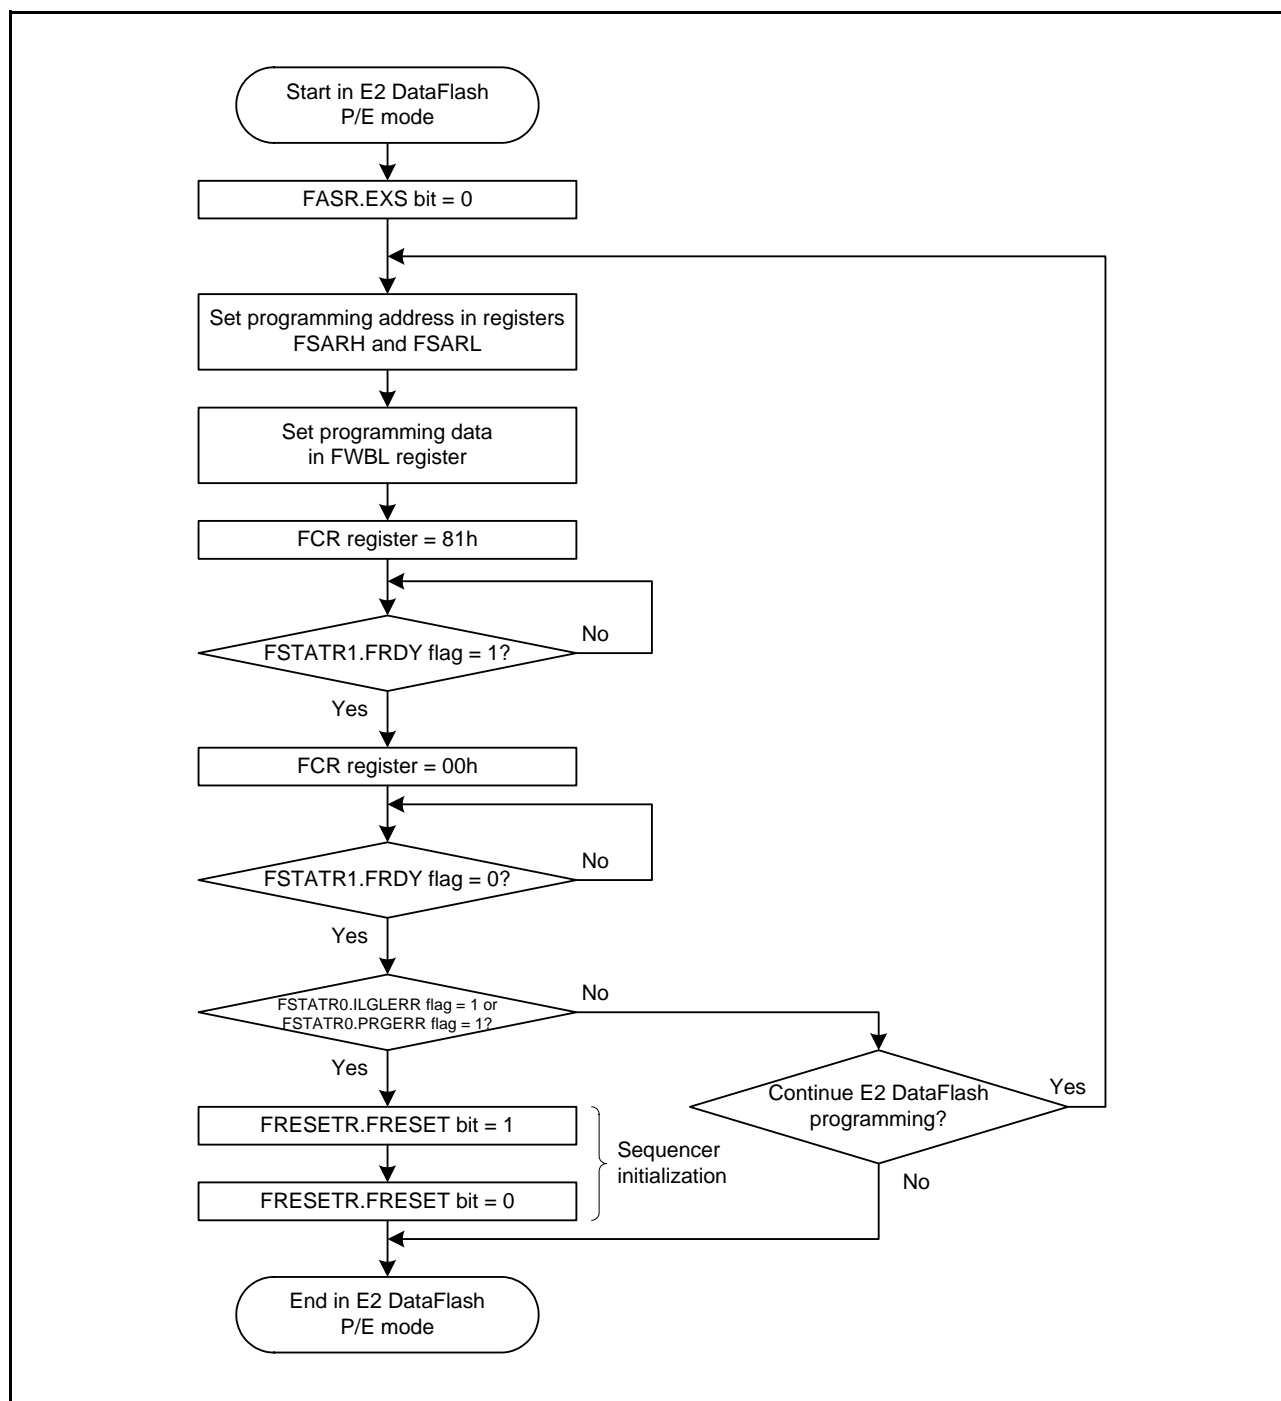 Start in E2 DataFlash
P/E mode
FASR.EXS bit = 0
Set programming address in registers
FSARH and FSARL
Set programming data
in FWBL register
FCR register = 81h
FSTATR1.FRDY flag = 1?
No
Yes
FCR register = 00h
FSTATR1.FRDY flag = 0?
No
Yes
FSTATR0.ILGLERR flag = 1 or
FSTATR0.PRGERR flag = 1?
No
Yes
Continue E2 DataFlash
programming?
Yes
No
FRESETR.FRESET bit = 1
FRESETR.FRESET bit = 0
Sequencer
initialization
End in E2 DataFlash
P/E mode